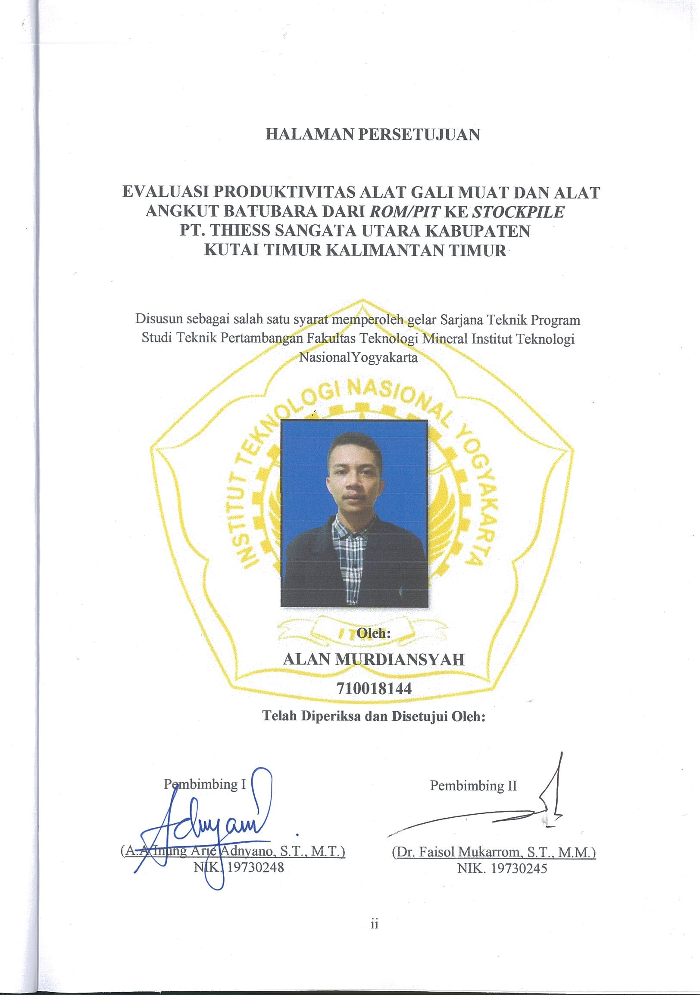 HALAMAN PERSETUJUAN
EVALUASI PRODUKTIVITAS ALAT GALI MUAT DAN ALAT
ANGKUT BATUBARA DARI ROM/PIT KE STOCKPILE
PT. THIESS SANGATA UTARA KABUPATEN
KUTAI TIMUR KALIMANTAN TIMUR
Disusun sebagai salah satu syarat memperoleh gelar Sarjana Teknik Program
Studi Teknik Pertambangan Fakultas Teknologi Mineral Institut Teknologi
NasionalYogyakarta
INSTITUT TEKNOLOGI NASIONAL YOGYAKARTA
Oleh:
ALAN MURDIANSYAH
710018144
Telah Diperiksa dan Disetujui Oleh:
Pembimbing I
Pembimbing II
Adnyano
(A.A Inung Arie Adnyano, S.T., M.T.)
(Dr. Faisol Mukarrom, S.T., M.M.)
NIK. 19730248
NIK. 19730245
ii